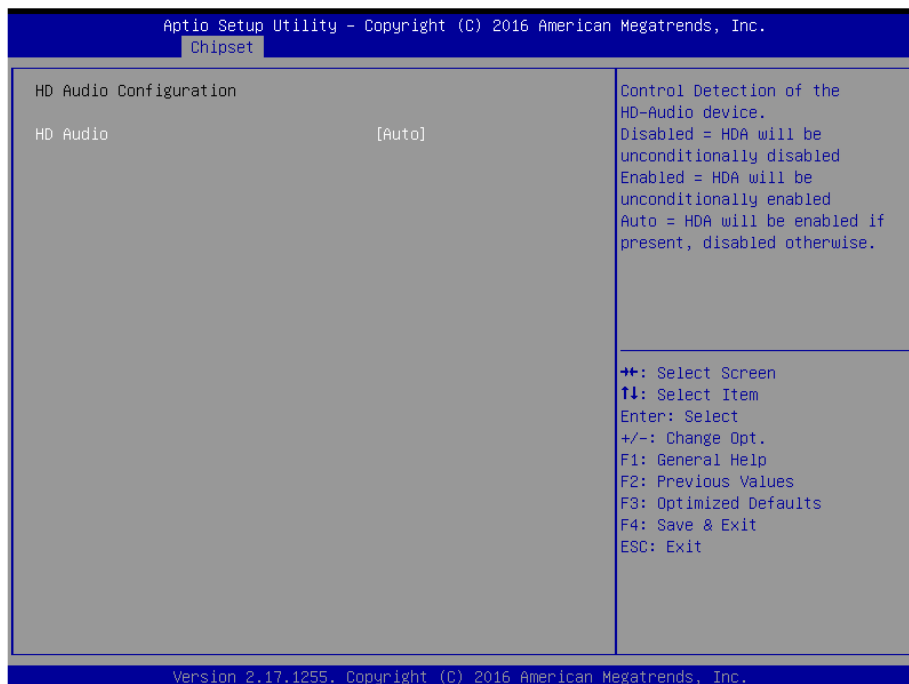 Aptio Setup Utility – Copyright (C) 2016 American Megatrends, Inc.
Chipset
HD Audio Configuration
HD Audio [Auto]
Control Detection of the
HD-Audio device.
Disabled = HDA will be
unconditionally disabled
Enabled = HDA will be
unconditionally enabled
Auto = HDA will be enabled if
present, disabled otherwise.
→←: Select Screen
↑↓: Select Item
Enter: Select
+/-: Change Opt.
F1: General Help
F2: Previous Values
F3: Optimized Defaults
F4: Save & Exit
ESC: Exit
Version 2.17.1255. Copyright (C) 2016 American Megatrends, Inc.